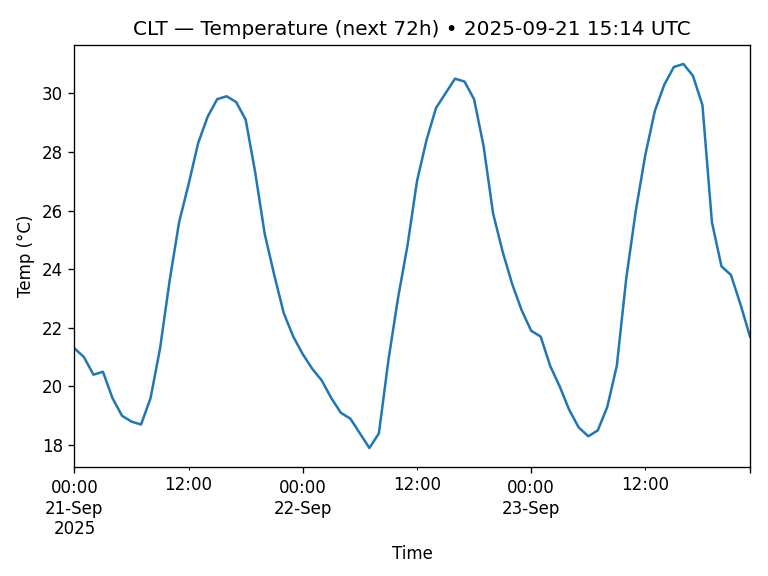 CLT — Temperature (next 72h) • 2025-09-21 15:14 UTC
Temp (°C)
30
28
26
24
22
20
18
00:00 12:00 00:00 12:00 00:00 12:00
21-Sep 22-Sep 23-Sep
2025
Time